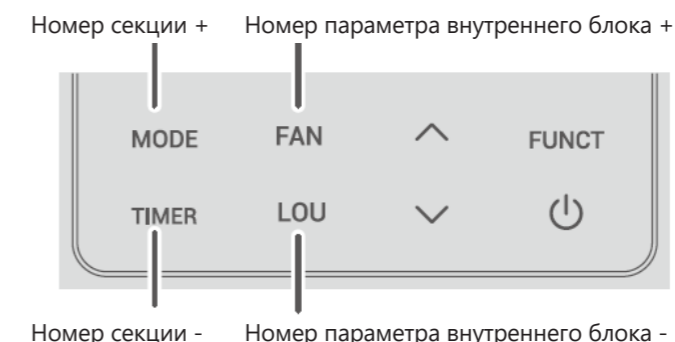 Номер секции + Номер параметра внутреннего блока +
MODE FAN FUNCT
TIMER LOU
Номер секции - Номер параметра внутреннего блока -